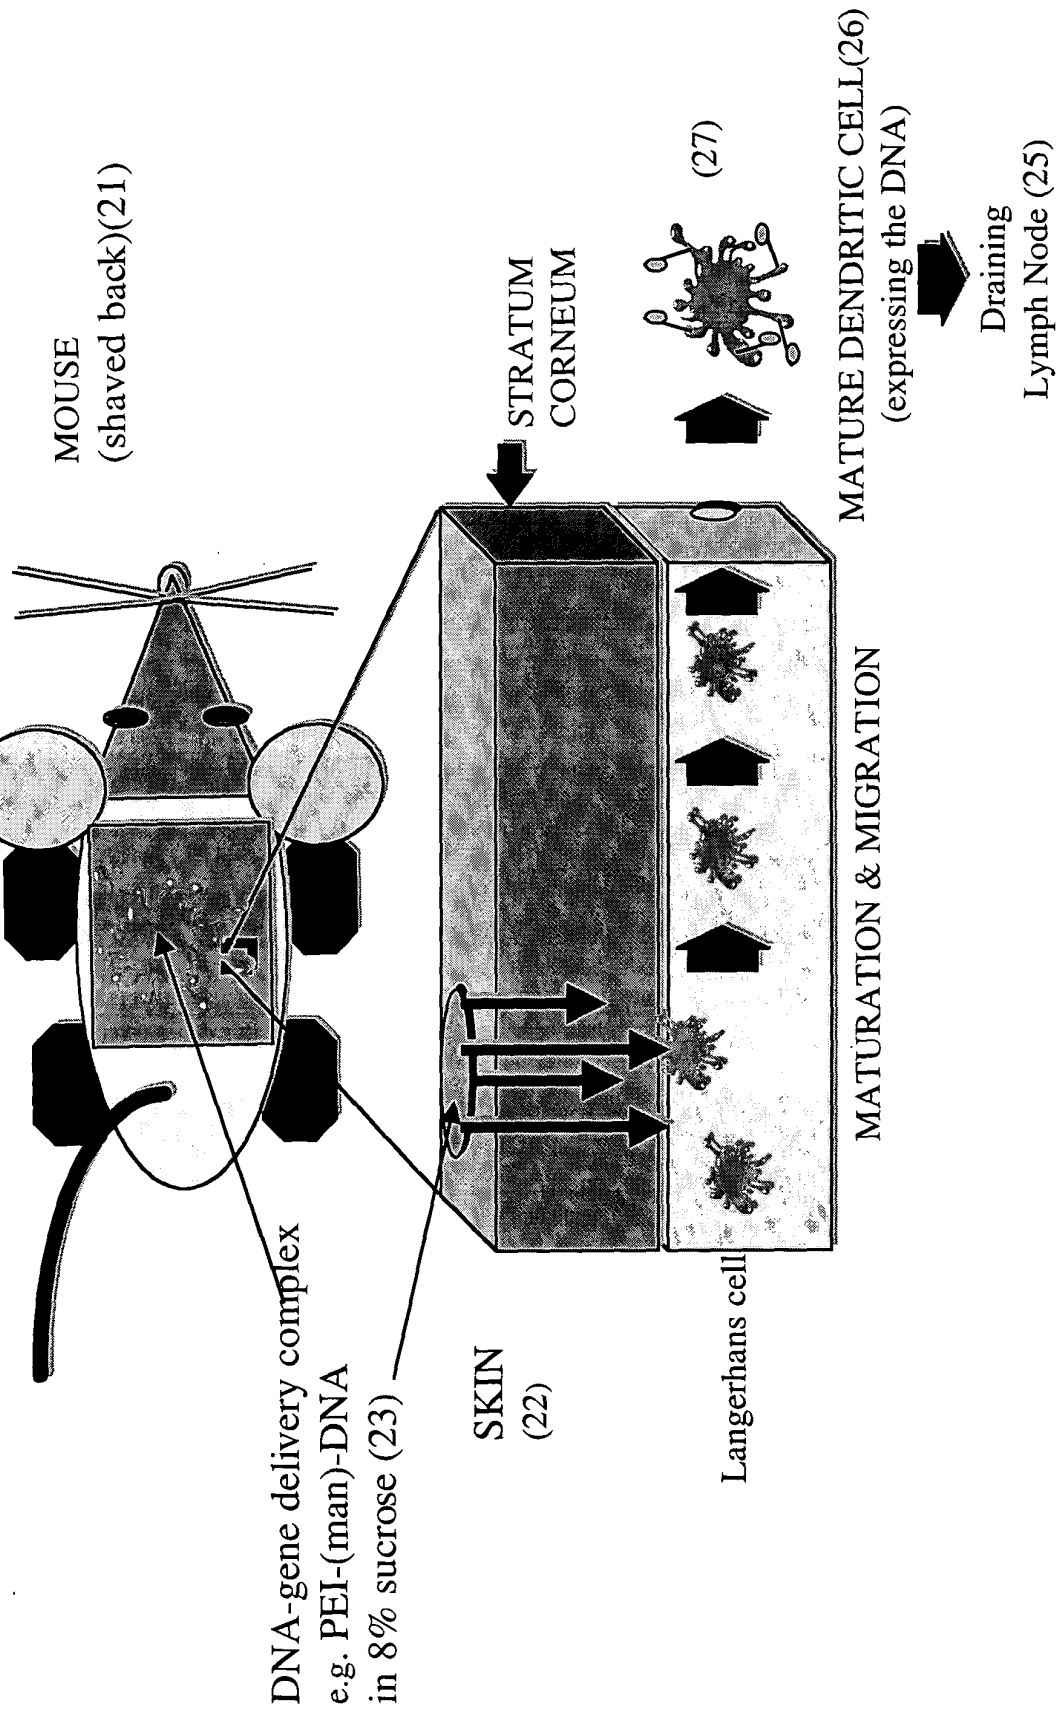 MOUSE
(shaved back)(21)
DNA-gene delivery complex
e.g. PEI-(man)-DNA
in 8% sucrose (23)
SKIN
(22)
STRATUM
CORNEUM
Langerhans cell
(27)
MATURATION & MIGRATION
MATURE DENDRITIC CELL(26)
(expressing the DNA)
Draining
Lymph Node (25)